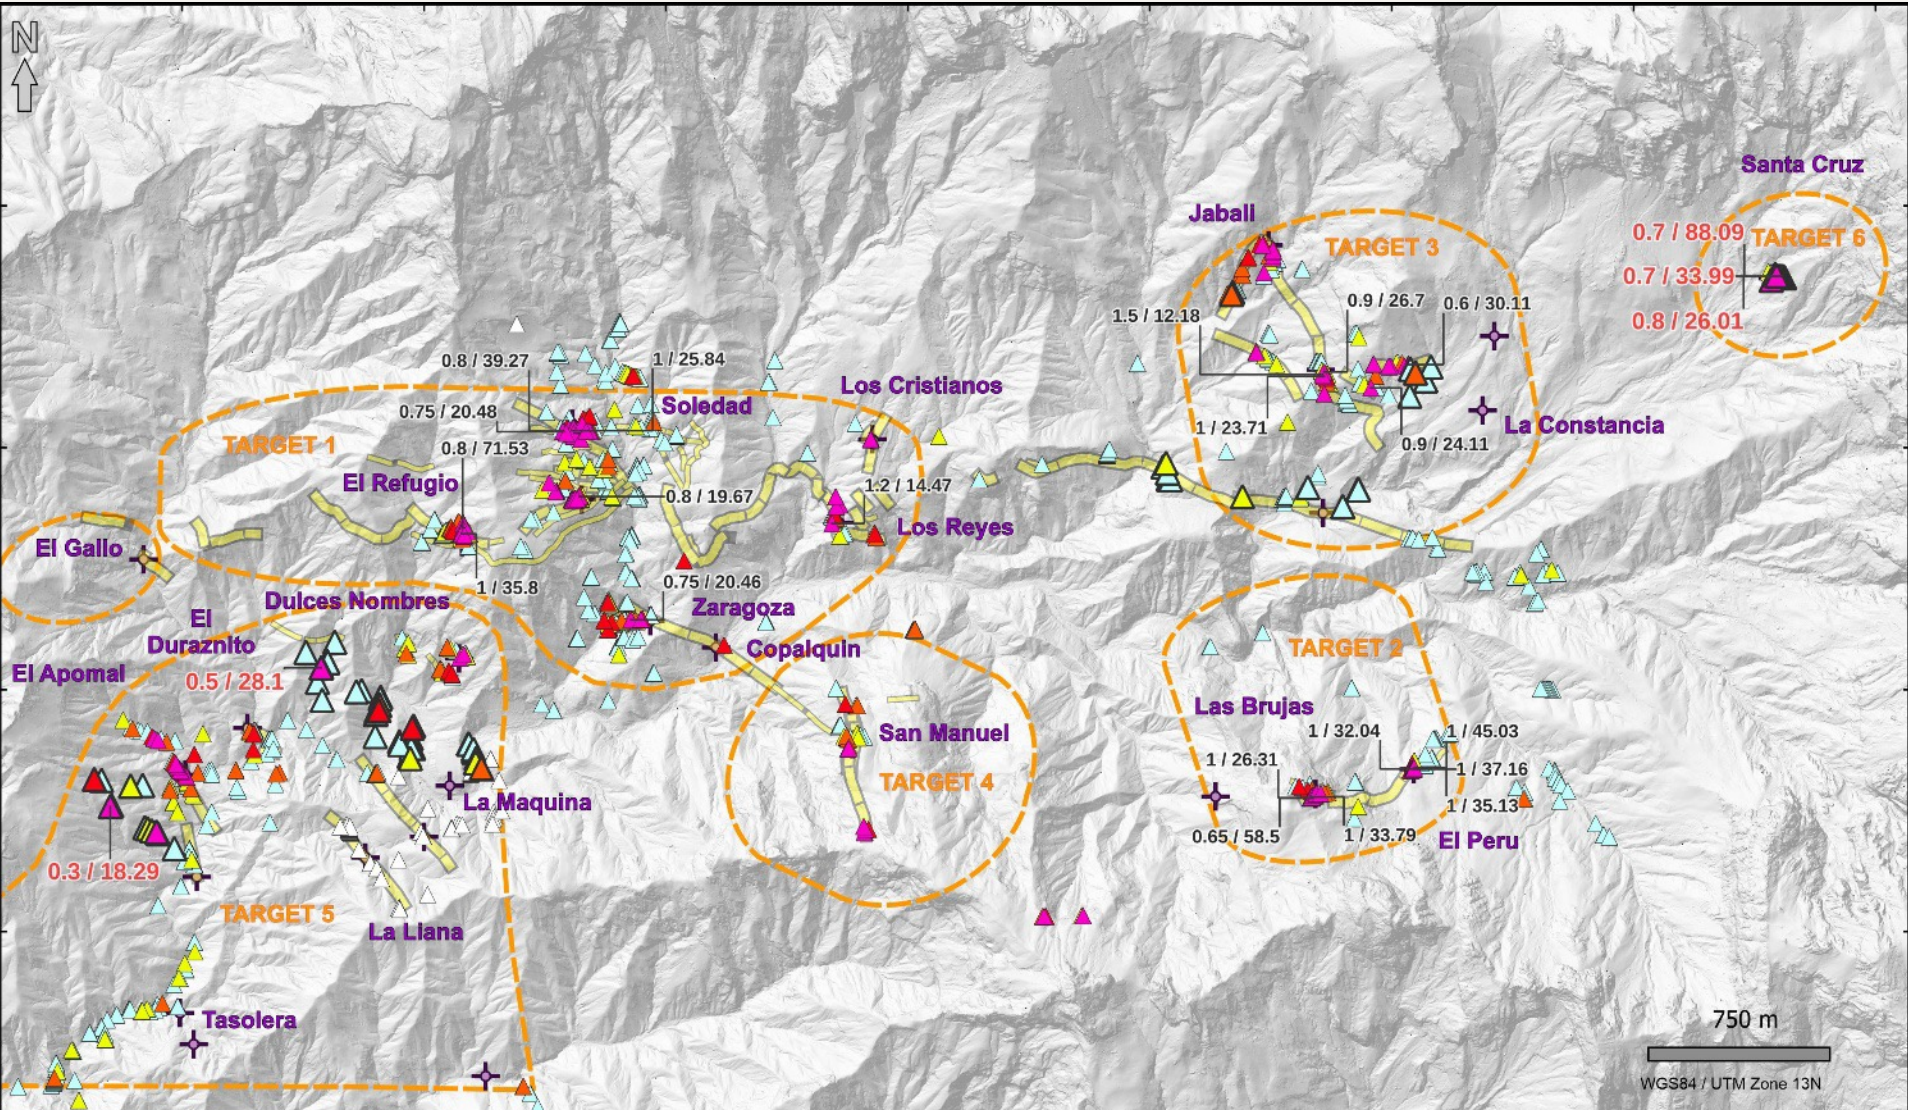 N
Santa Cruz
Jabali
0.7 / 88.09
TARGET 6
TARGET 3
0.7 / 33.99
0.9 / 26.7
0.6 / 30.11
1.5 / 12.18
0.8 / 26.01
0.8 / 39.27
1 / 25.84
Los Cristianos
0.75 / 20.48
Soledad
La Constancia
1 / 23.71
0.9 / 24.11
TARGET 1
0.8 / 71.53
El Refugio
1.2 / 14.47
0.8 / 19.67
Los Reyes
El Gallo
1 / 35.8
0.75 / 20.46
Dulces Nombres
Zaragoza
El
Duraznito
Copalquin
TARGET 2
El Apomal
0.5 / 28.1
Las Brujas
San Manuel
1 / 32.04
1 / 45.03
1 / 26.31
1 / 37.16
TARGET 4
La Maquina
1 / 35.13
0.65 / 58.5
1 / 33.79
El Peru
0.3 / 18.29
TARGET 5
La Liana
Tasolera
750 m
WGS84 / UTM Zone 13N